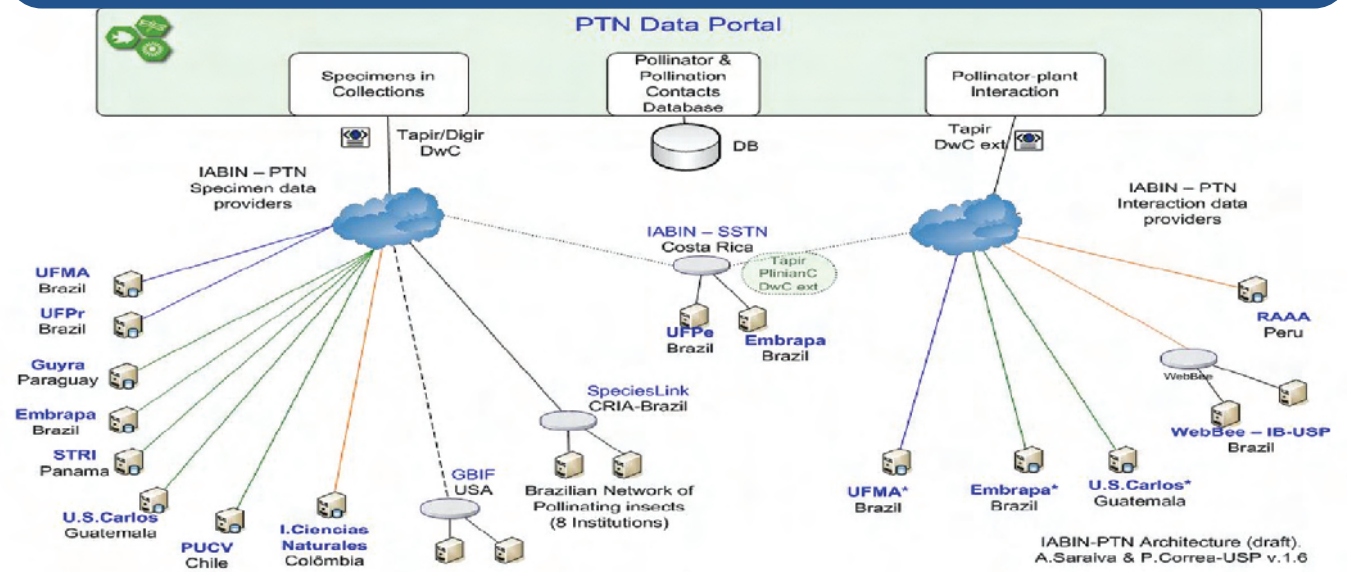 PTN Data Portal
Specimens in
Collections
Pollinator &
Pollination
Contacts
Database
Pollinator-plant
Interaction
Tapir/Digir
DwC
DB
Tapir
DwC ext
IABIN – PTN
Specimen data
providers
IABIN – SSTN
Costa Rica
Tapir
PlinianC
DwC ext
IABIN – PTN
Interaction data
providers
UFMA
Brazil
UFPr
Brazil
Guyra
Paraguay
Embrapa
Brazil
STRI
Panama
U.S.Carlos
Guatemala
PUCV
Chile
I.Ciencias
Naturales
Colômbia
GBIF
USA
SpeciesLink
CRIA-Brazil
Brazilian Network of
Pollinating insects
(8 Institutions)
UFPe
Brazil
Embrapa
Brazil
UFMA*
Brazil
Embrapa*
Brazil
U.S.Carlos*
Guatemala
RAAA
Peru
WebBee
WebBee – IB-USP
Brazil
IABIN-PTN Architecture (draft).
A.Saraiva & P.Correa-USP v.1.6